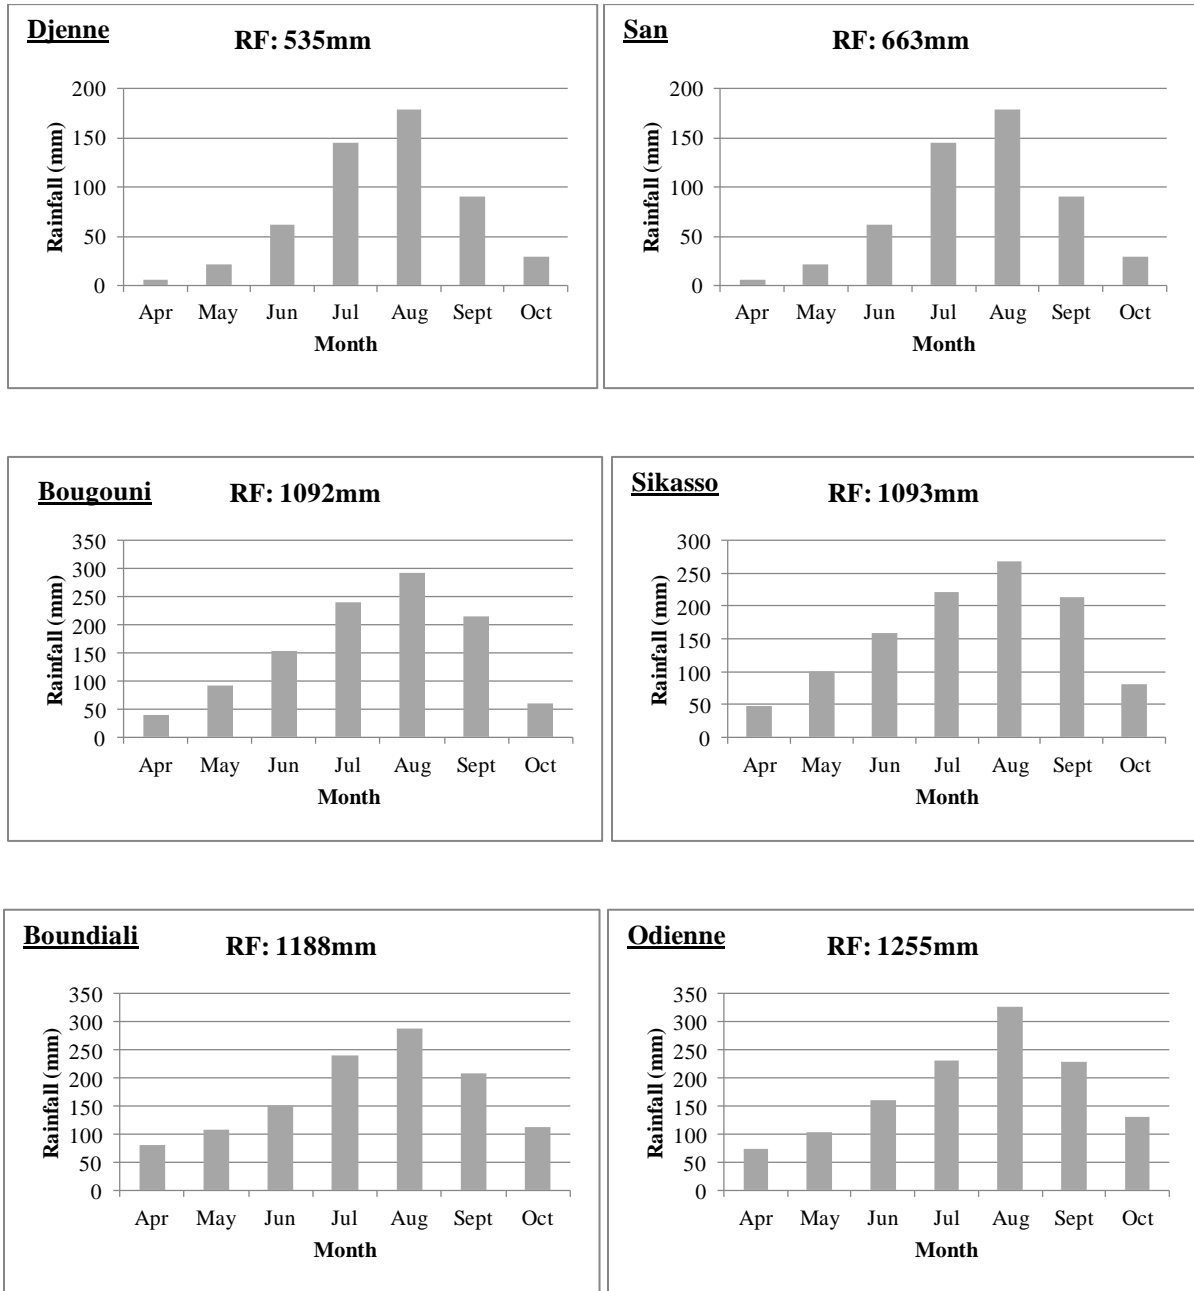 Djenne
RF: 535mm
Rainfall (mm)
200
150
100
50
0
Apr May Jun Jul Aug Sept Oct
Month
San
RF: 663mm
Rainfall (mm)
200
150
100
50
0
Apr May Jun Jul Aug Sept Oct
Month
Bougouni
RF: 1092mm
Rainfall (mm)
350
300
250
200
150
100
50
0
Apr May Jun Jul Aug Sept Oct
Month
Sikasso
RF: 1093mm
Rainfall (mm)
300
250
200
150
100
50
0
Apr May Jun Jul Aug Sept Oct
Month
Boundiali
RF: 1188mm
Rainfall (mm)
350
300
250
200
150
100
50
0
Apr May Jun Jul Aug Sept Oct
Month
Odienne
RF: 1255mm
Rainfall (mm)
350
300
250
200
150
100
50
0
Apr May Jun Jul Aug Sept Oct
Month